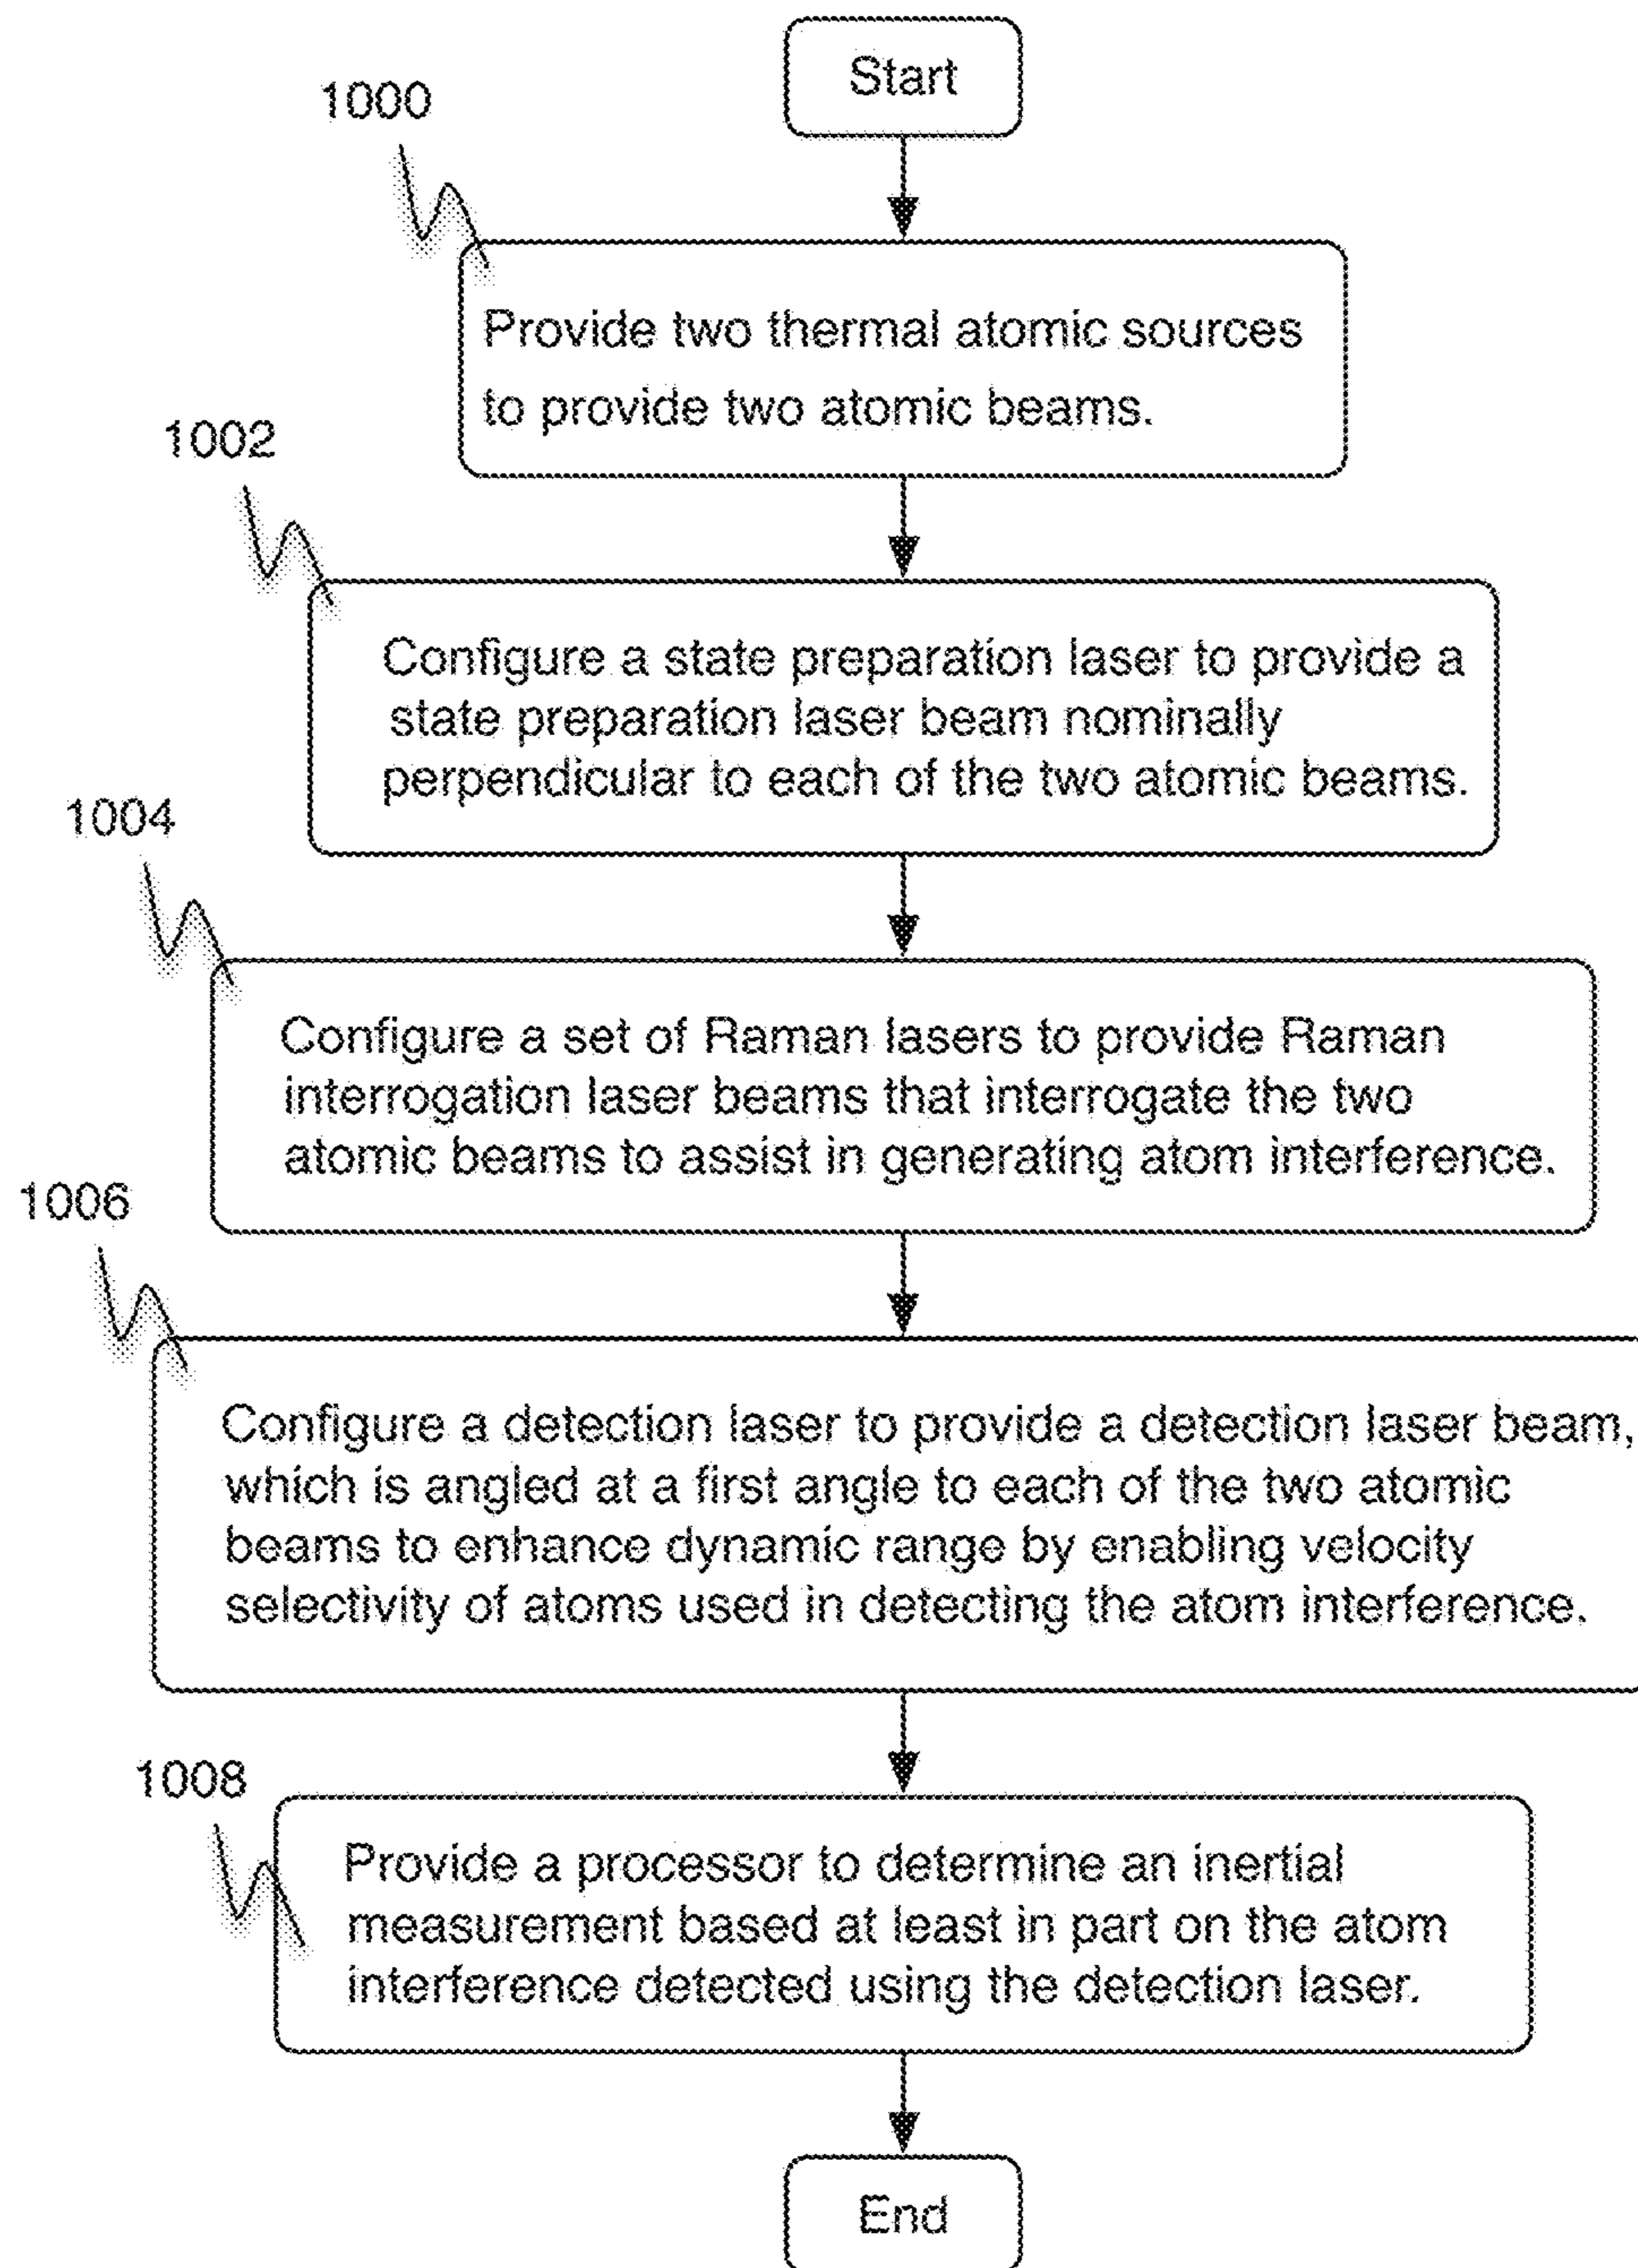 Start
1000
Provide two thermal atomic sources
to provide two atomic beams.
1002
Configure a state preparation laser to provide a
state preparation laser beam nominally
perpendicular to each of the two atomic beams.
1004
Configure a set of Raman lasers to provide Raman
interrogation laser beams that interrogate the two
atomic beams to assist in generating atom interference.
1006
Configure a detection laser to provide a detection laser beam,
which is angled at a first angle to each of the two atomic
beams to enhance dynamic range by enabling velocity
selectivity of atoms used in detecting the atom interference.
1008
Provide a processor to determine an inertial
measurement based at least in part on the atom
interference detected using the detection laser.
End